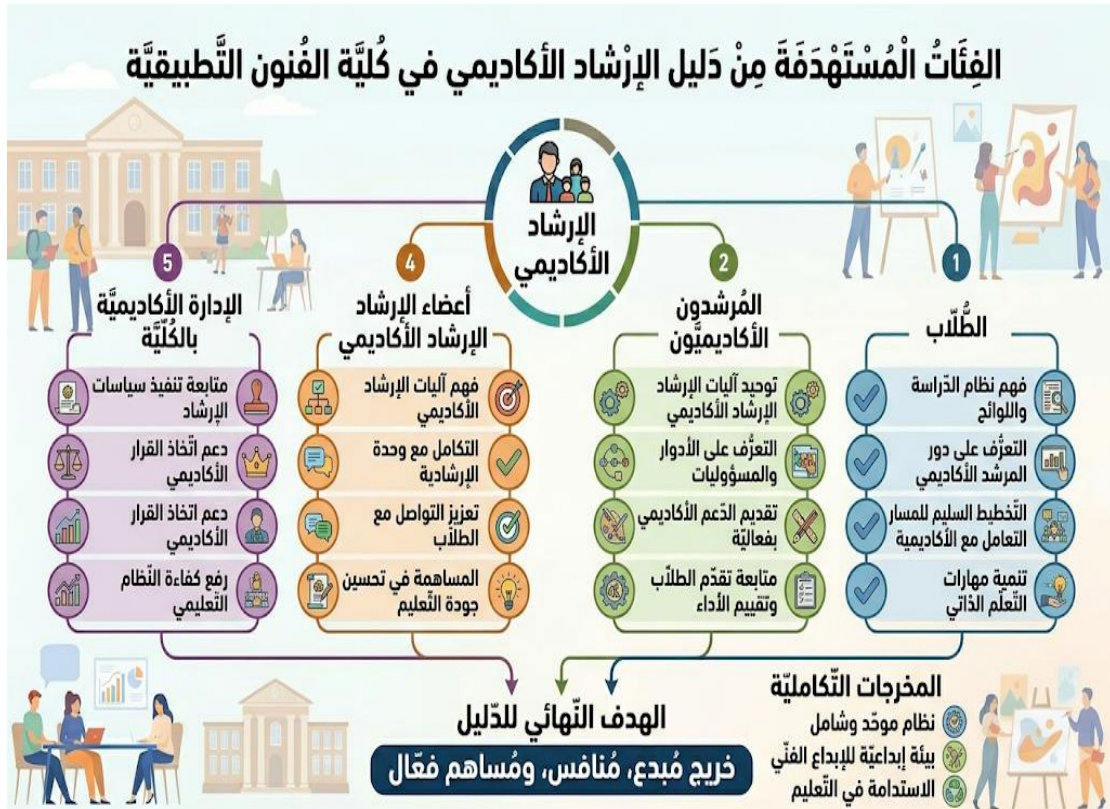 الفِئَاتُ الْمُسْتَهْدَفَةَ مِنْ دَليل الإرْشاد الأكاديمي في كُليَّة الفُنون التَّطبيقيَّة
الإرشاد
الأكاديمي
1
الطُّلّاب
فهم نظام الدّراسة
واللوائح
التعرُّف على دور
المرشد الأكاديمي
التَّخطيط السليم للمسار
التعامل مع الأكاديمية
تنمية مهارات
التعلّم الذّاتي
2
المُرشدون
الأكاديميَّون
توحيد آليات الإرشاد
الإرشاد الأكاديمي
التعرُّف على الأدوار
والمسؤوليات
تقديم الدّعم الأكاديمي
بفعاليّة
متابعة تقدّم الطلّاب
وتقييم الأداء
4
أعضاء الإرشاد
الإرشاد الأكاديمي
فهم آليات الإرشاد
الأكاديمي
التكامل مع وحدة
الإرشادية
تعزيز التواصل مع
الطلّاب
المساهمة في تحسين
جودة التّعليم
5
الإدارة الأكاديميَّة
بالكُلّيَّة
متابعة تنفيذ سياسات
الإرشاد
دعم اتّخاذ القرار
الأكاديمي
دعم اتخاذ القرار
الأكاديمي
رفع كفاءة النّظام
التّعليمي
الهدف النّهائي للدّليل
خريج مُبدع، مُنافس، ومُساهم فعّال
المخرجات التّكامليّة
نظام موحّد وشامل
بيئة إبداعيّة للإبداع الفنّي
الاستدامة في التّعليم